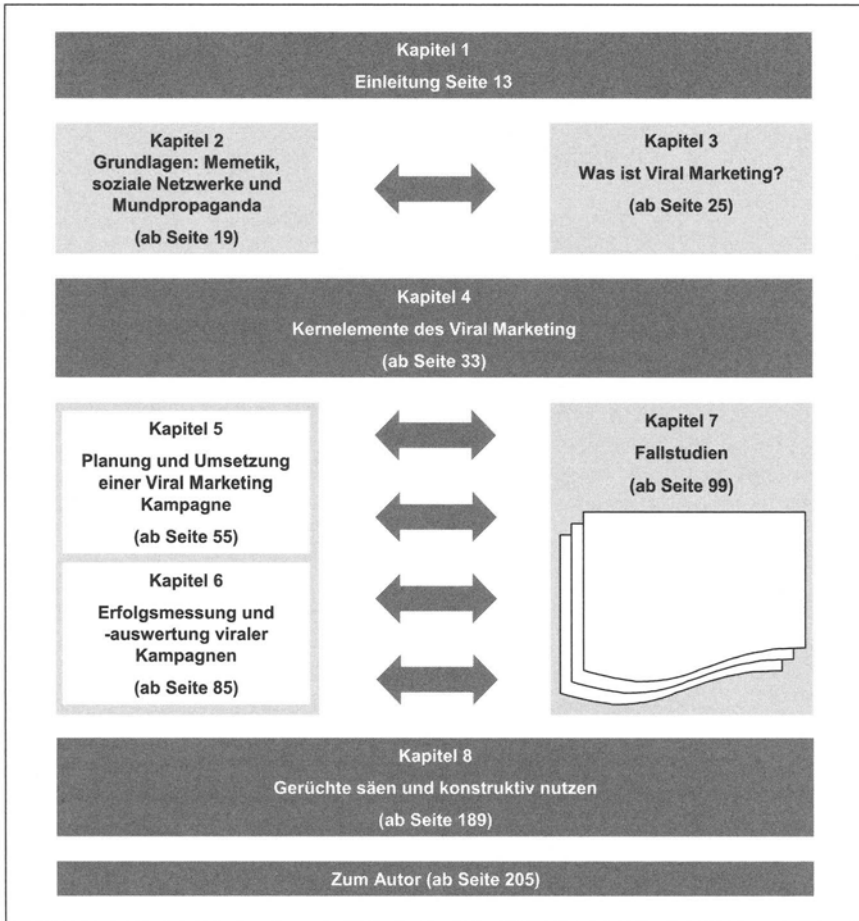 Kapitel 1
Einleitung Seite 13
Kapitel 2
Grundlagen: Memetik,
soziale Netzwerke und
Mundpropaganda
(ab Seite 19)
Kapitel 3
Was ist Viral Marketing?
(ab Seite 25)
Kapitel 4
Kernelemente des Viral Marketing
(ab Seite 33)
Kapitel 5
Planung und Umsetzung
einer Viral Marketing
Kampagne
(ab Seite 55)
Kapitel 6
Erfolgsmessung und
-auswertung viraler
Kampagnen
(ab Seite 85)
Kapitel 7
Fallstudien
(ab Seite 99)
Kapitel 8
Gerüchte säen und konstruktiv nutzen
(ab Seite 189)
Zum Autor (ab Seite 205)